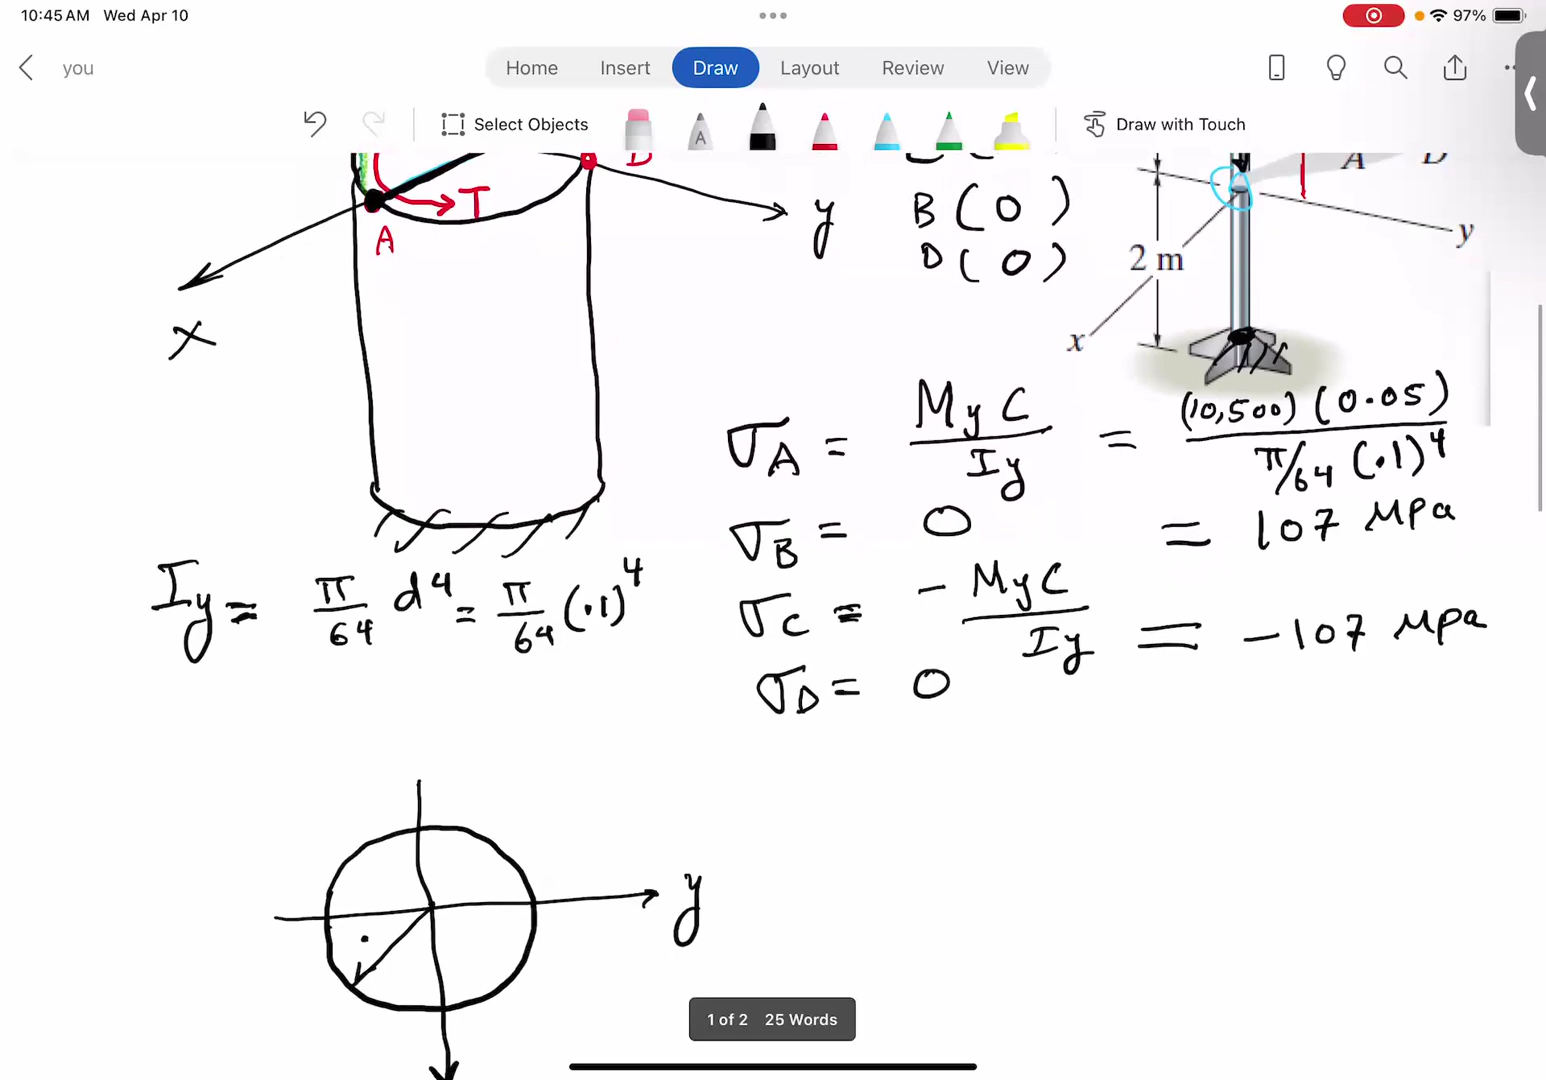 10:45 AM Wed Apr 10
97%
you
Home Insert Draw Layout Review View
A
Select Objects
Draw with Touch
T
A
y
x
B ( 0 )
D ( 0 )
A
D
y
2 m
x
σA = My C / Iy = (10,500) (0.05) / π/64 (.1)^4
= 107 MPa
σB = 0
σC = - My C / Iy = -107 MPa
σD = 0
Iy = π/64 d^4 = π/64 (.1)^4
y
1 of 2 25 Words